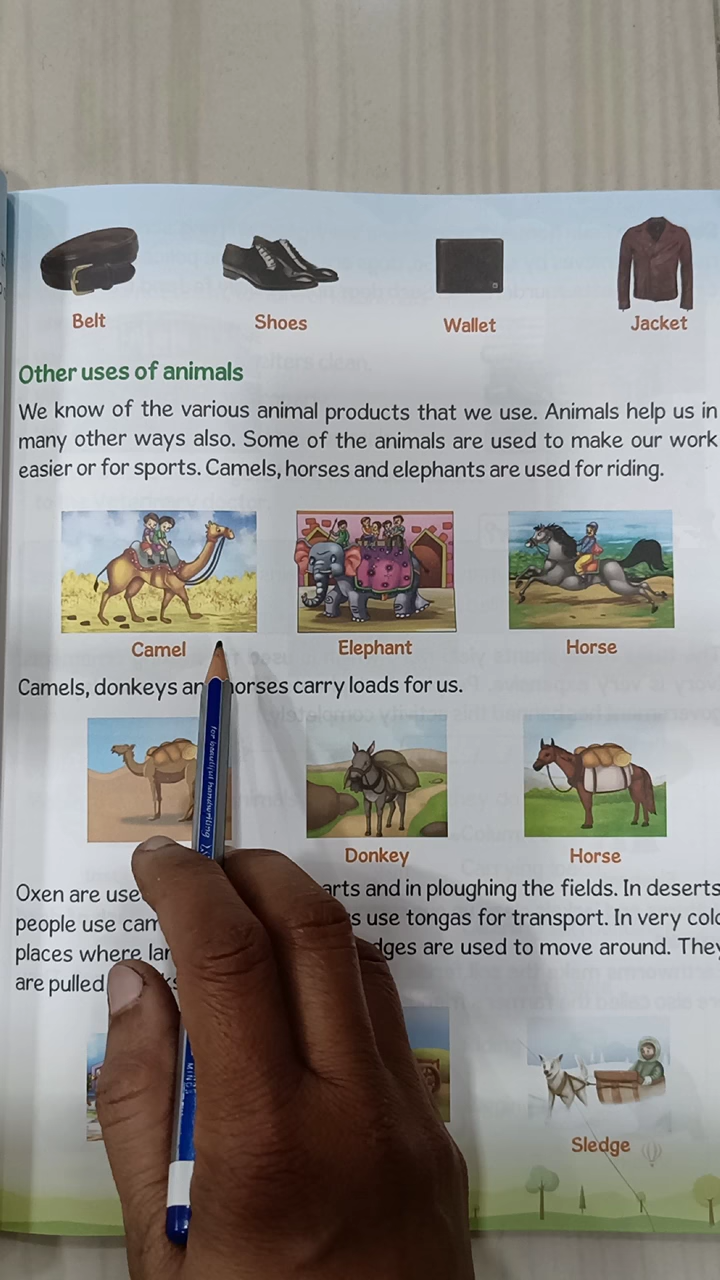 Belt
Shoes
Wallet
Jacket
Other uses of animals
We know of the various animal products that we use. Animals help us in
many other ways also. Some of the animals are used to make our work
easier or for sports. Camels, horses and elephants are used for riding.
Camel
Elephant
Horse
Camels, donkeys an horses carry loads for us.
for beautiful handwriting
Donkey
Horse
Oxen are use arts and in ploughing the fields. In deserts
people use cam s use tongas for transport. In very cold
places where lar dges are used to move around. They
are pulled
Sledge